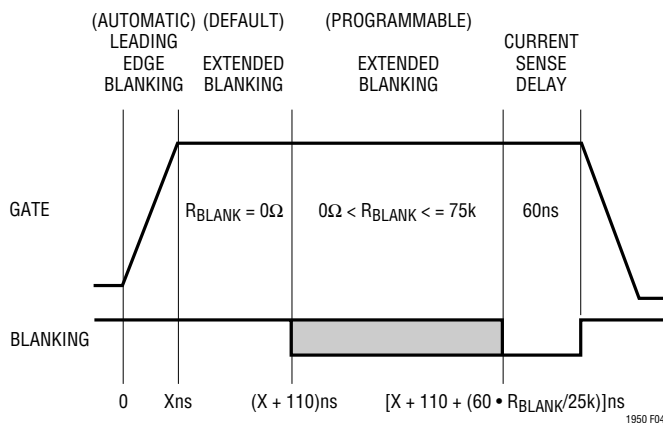 (AUTOMATIC) (DEFAULT) (PROGRAMMABLE)
LEADING
EDGE
BLANKING
EXTENDED
BLANKING
EXTENDED
BLANKING
CURRENT
SENSE
DELAY
GATE
R_BLANK = 0Ω
0Ω < R_BLANK < = 75k
60ns
BLANKING
0
Xns
(X + 110)ns
[X + 110 + (60 • R_BLANK/25k)]ns
1950 F04